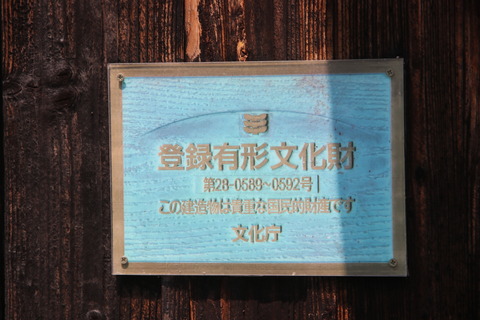 登録有形文化財
第28-0589~0592号
この建造物は貴重な国民的財産です
文化庁